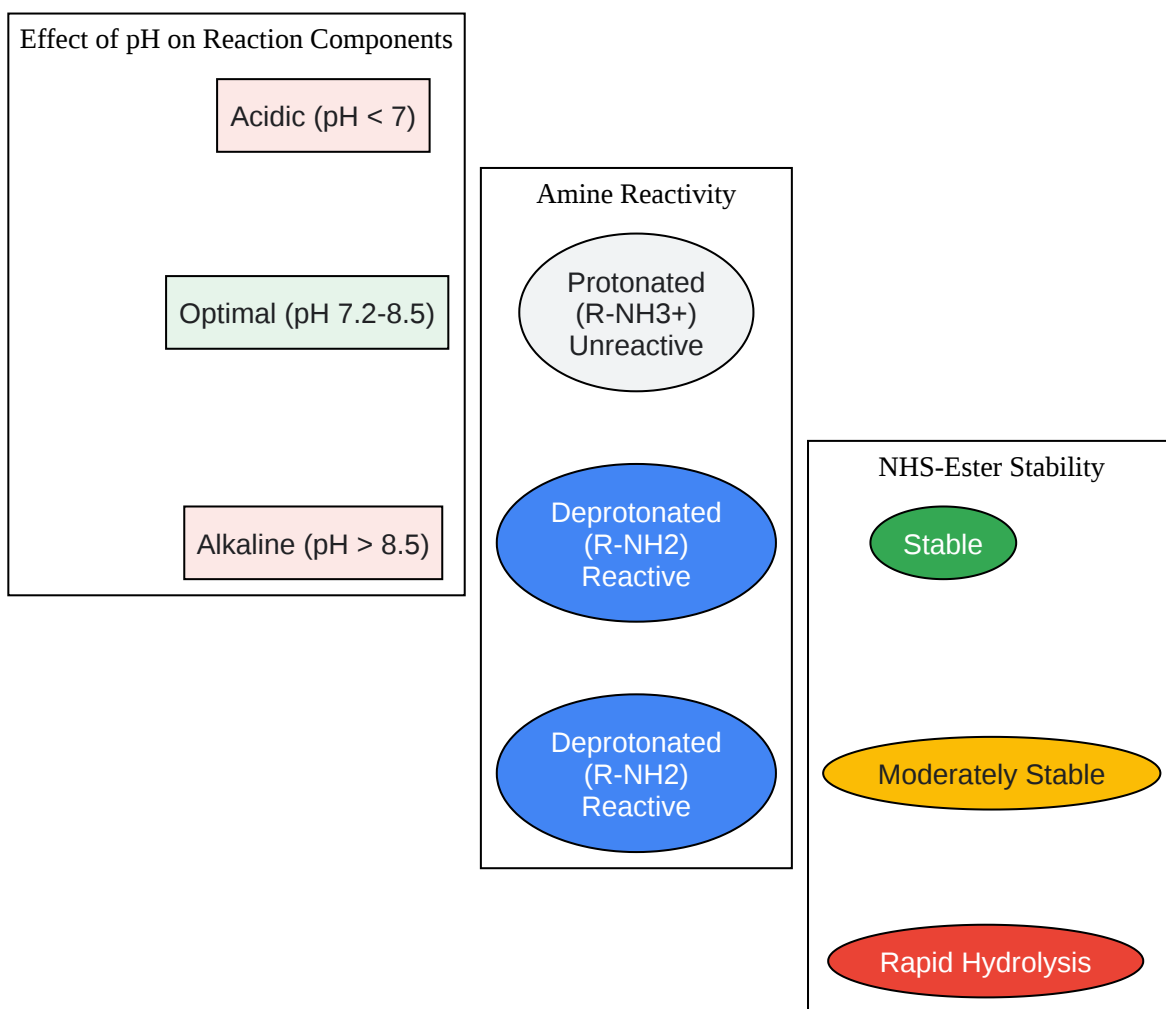 Effect of pH on Reaction Components
Acidic (pH < 7)
Optimal (pH 7.2-8.5)
Alkaline (pH > 8.5)
Amine Reactivity
Protonated
(R-NH3+)
Unreactive
Deprotonated
(R-NH2)
Reactive
Deprotonated
(R-NH2)
Reactive
NHS-Ester Stability
Stable
Moderately Stable
Rapid Hydrolysis